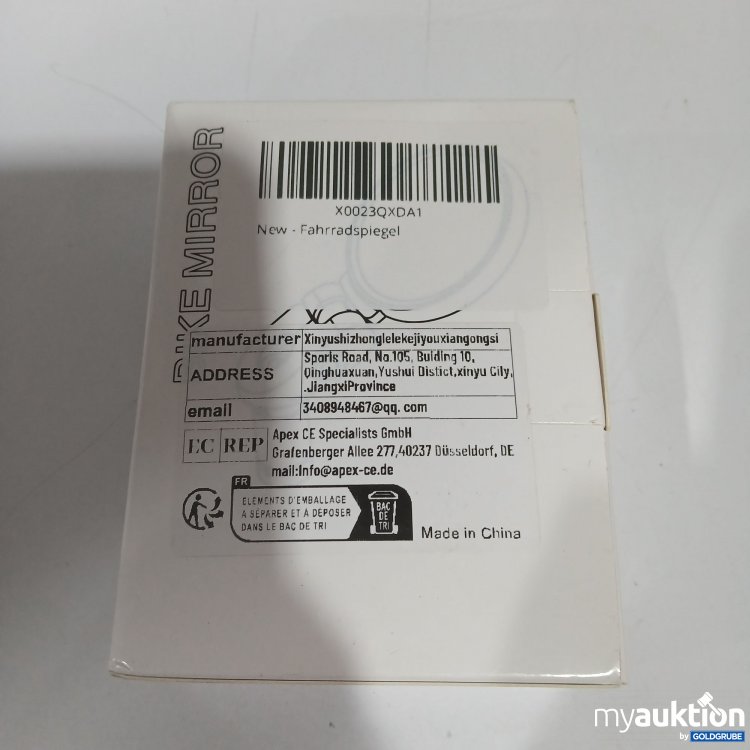 BIKE MIRROR
X0023QXDA1
New - Fahrradspiegel
manufacturer Xinyushizhonglelekejiyouxiangongsi
ADDRESS
Sporls Road, No.105, Bulding 10,
Qinghuaxuan,Yushui Distict,xinyu Cily,
.JiangxiProvince
email 3408948467@qq.com
EC REP
Apex CE Specialists GmbH
Grafenberger Allee 277,40237 Düsseldorf, DE
mail:Info@apex-ce.de
FR
ELEMENTS D'EMBALLAGE
A SÉPARER ET À DÉPOSER
DANS LE BAC DE TRI
BAC
DE
TRI
Made in China
myauktion
by GOLDGRUBE